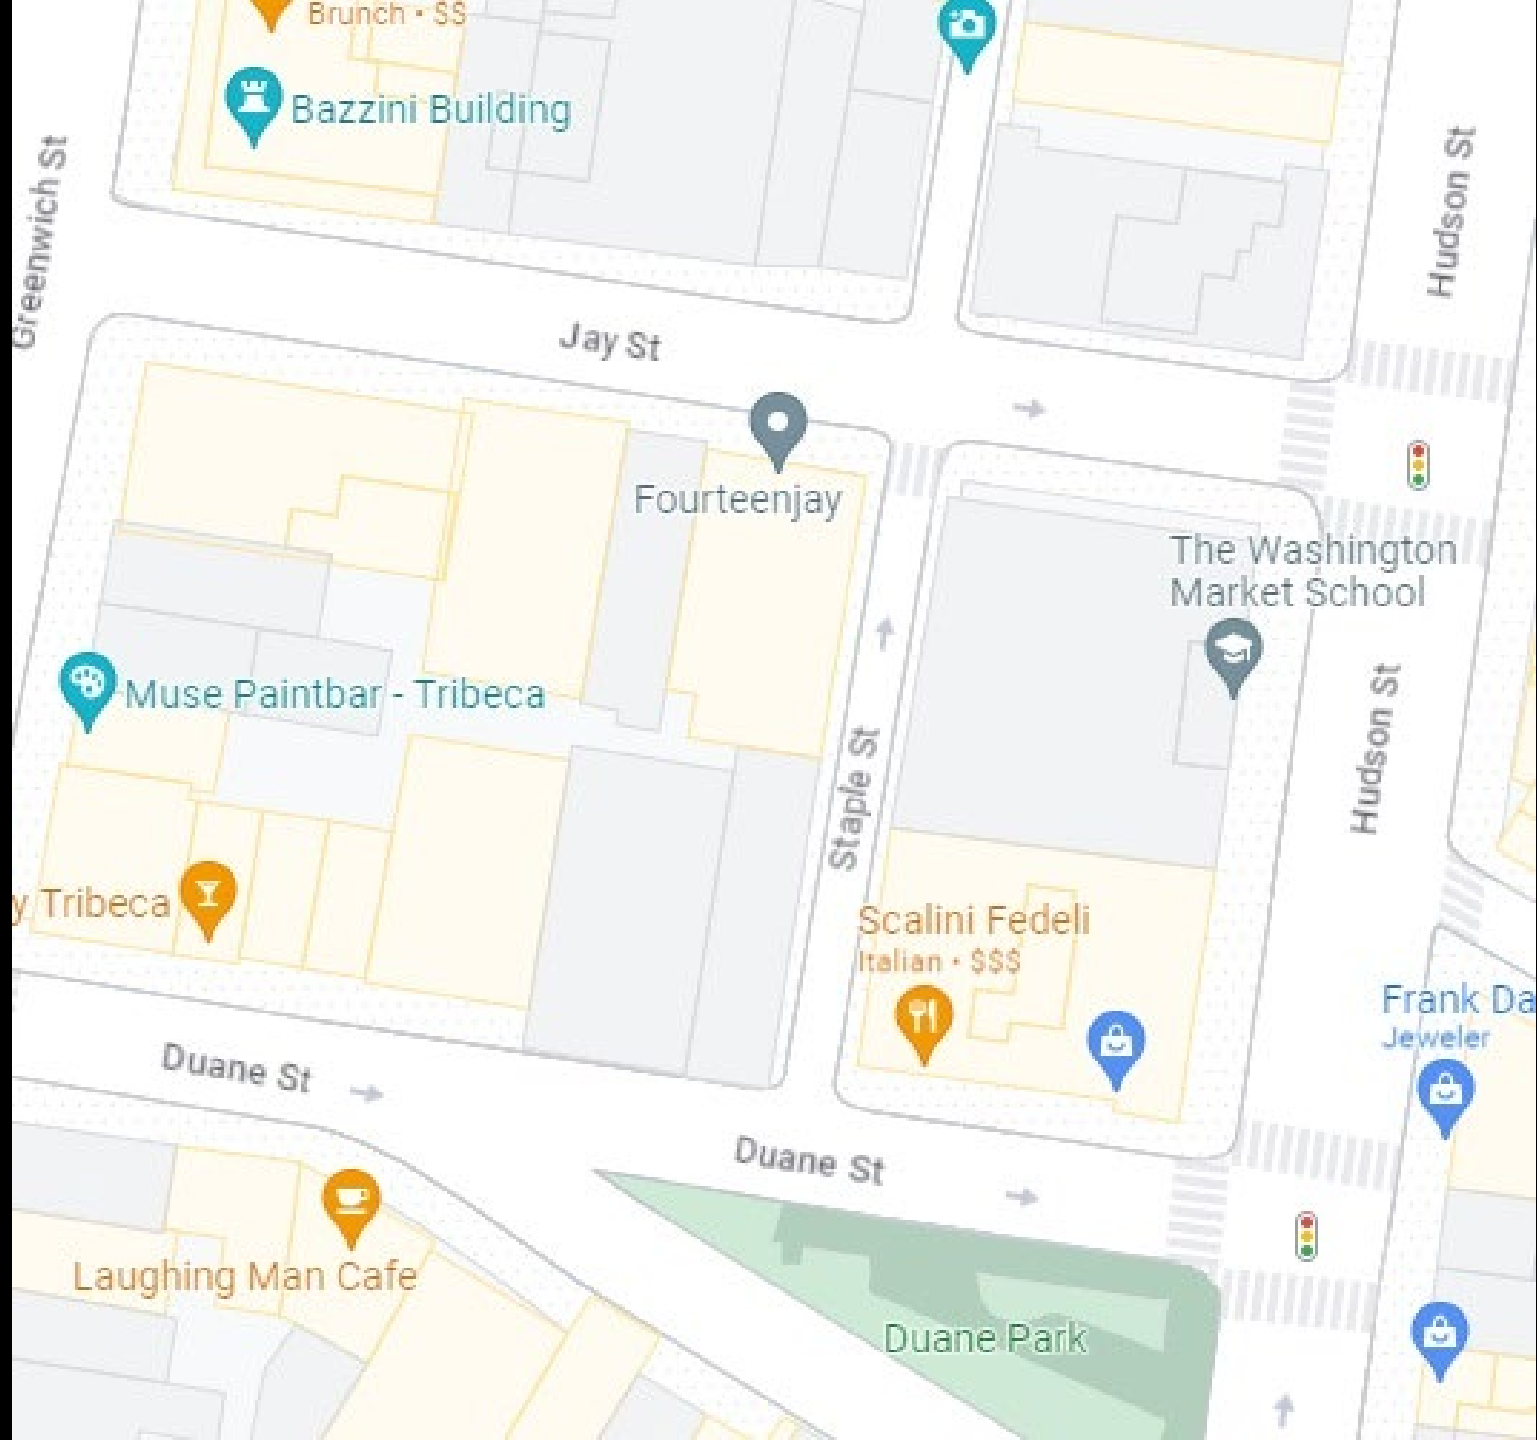 Brunch • $$
Bazzini Building
Greenwich St
Hudson St
Jay St
Fourteenjay
The Washington
Market School
Muse Paintbar - Tribeca
Hudson St
Staple St
y Tribeca
Scalini Fedeli
Italian • $$$
Frank Da
Jeweler
Duane St
Duane St
Laughing Man Cafe
Duane Park